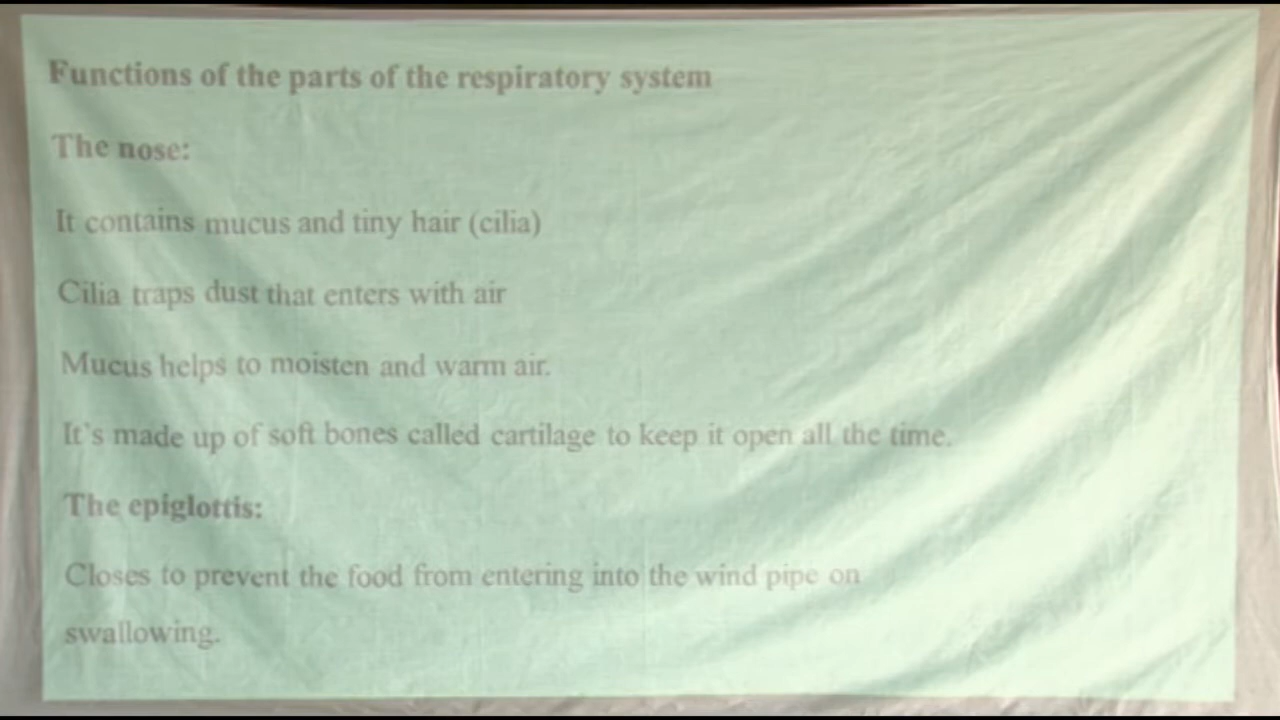 Functions of the parts of the respiratory system
The nose:
It contains mucus and tiny hair (cilia)
Cilia traps dust that enters with air
Mucus helps to moisten and warm air.
It's made up of soft bones called cartilage to keep it open all the time.
The epiglottis:
Closes to prevent the food from entering into the wind pipe on
swallowing.